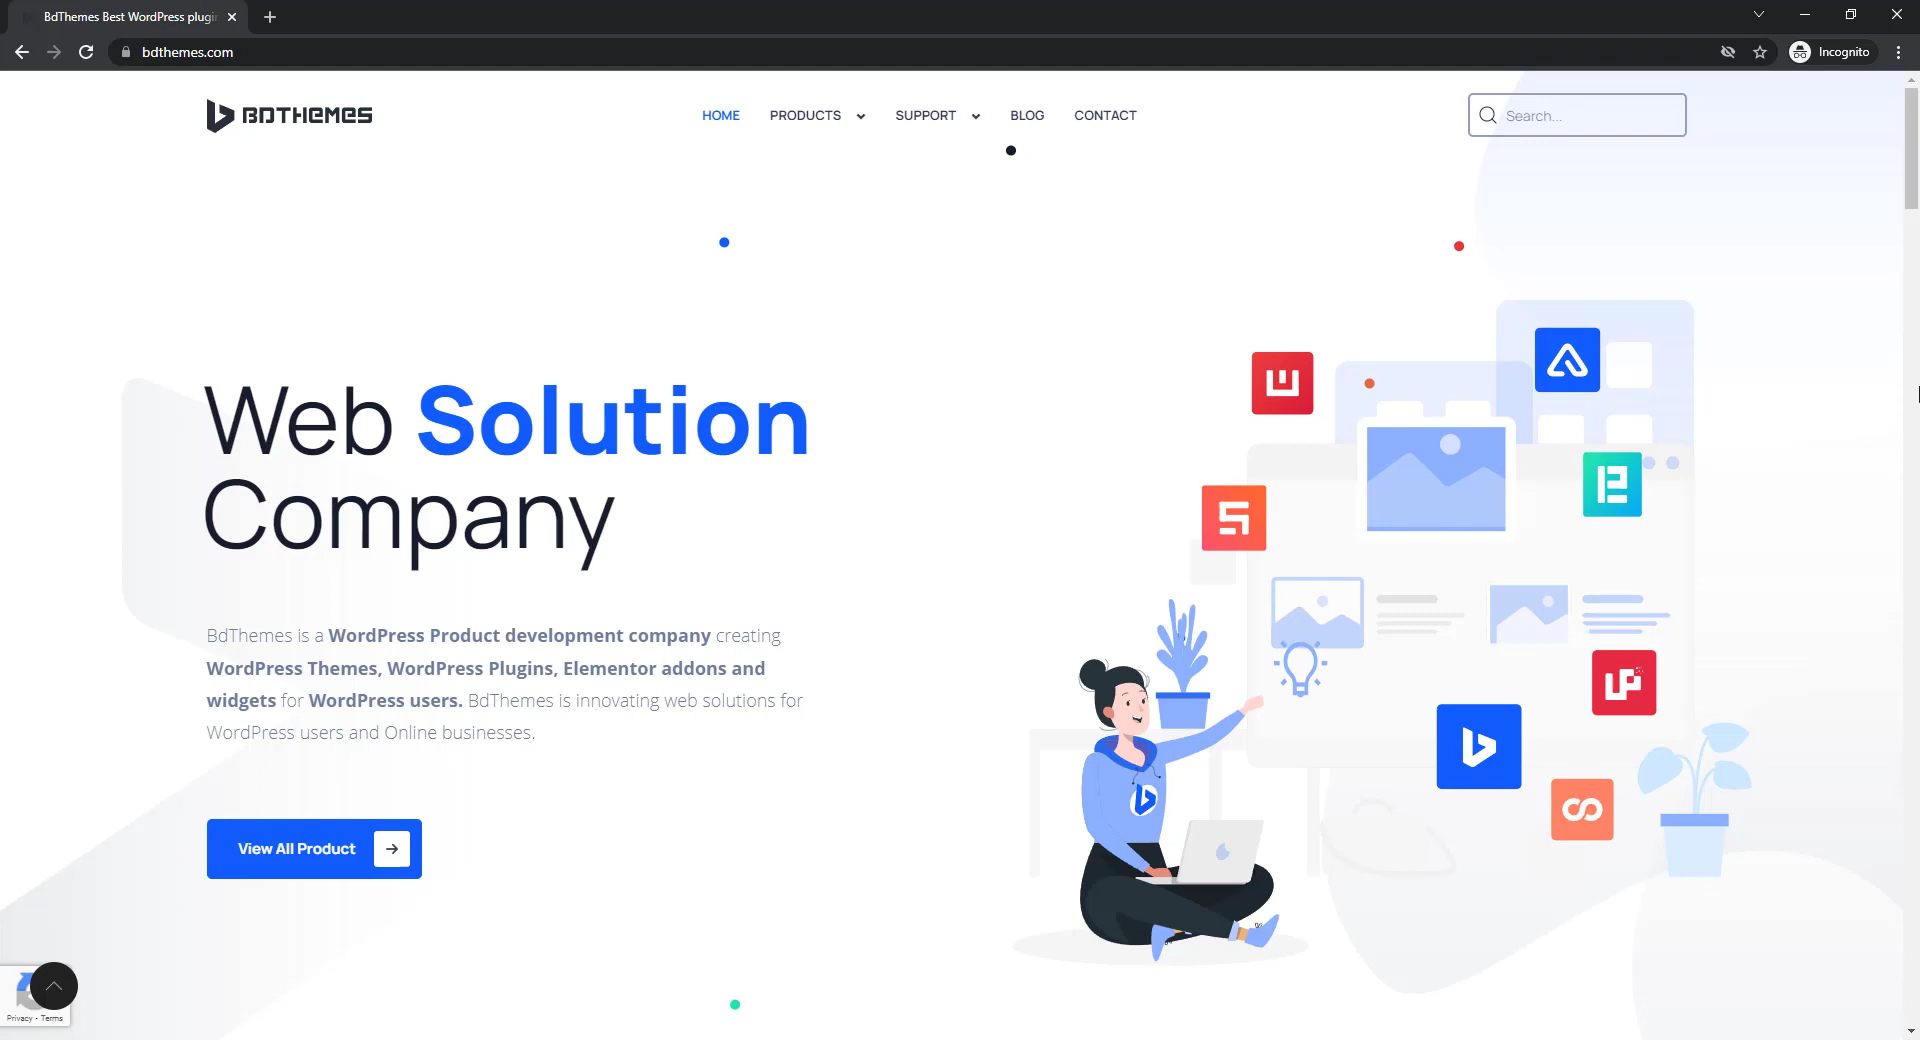 BdThemes Best WordPress plugin
bdthemes.com
Incognito
BDTHEMES
HOME
PRODUCTS
SUPPORT
BLOG
CONTACT
Search...
Web Solution
Company
BdThemes is a WordPress Product development company creating
WordPress Themes, WordPress Plugins, Elementor addons and
widgets for WordPress users. BdThemes is innovating web solutions for
WordPress users and Online businesses.
View All Product
Privacy - Terms